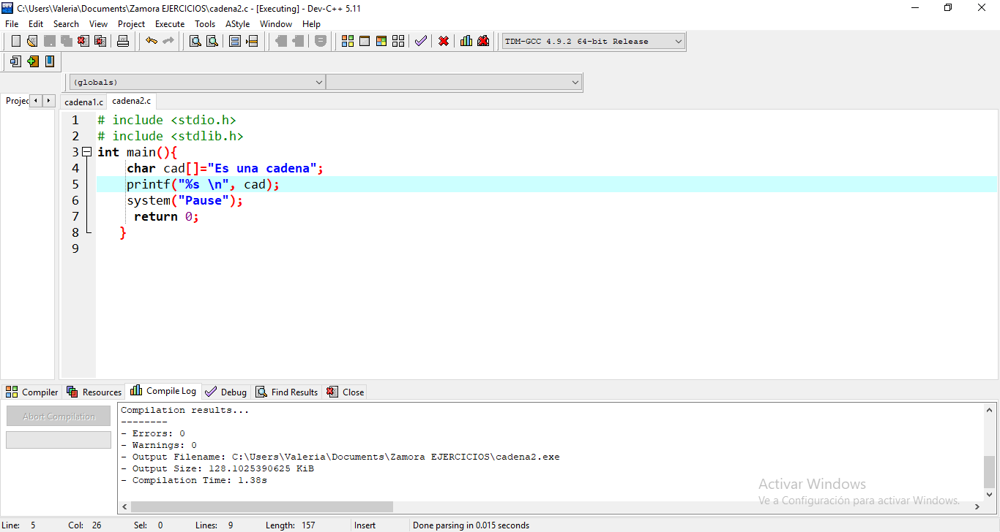 C:\Users\Valeria\Documents\Zamora EJERCICIOS\cadena2.c - [Executing] - Dev-C++ 5.11
File Edit Search View Project Execute Tools AStyle Window Help
TDM-GCC 4.9.2 64-bit Release
(globals)
Projec cadena1.c cadena2.c
1 # include <stdio.h>
2 # include <stdlib.h>
3 int main(){
4 char cad[]="Es una cadena";
5 printf("%s \n", cad);
6 system("Pause");
7 return 0;
8 }
9
Compiler Resources Compile Log Debug Find Results Close
Abort Compilation
Compilation results...
--------
- Errors: 0
- Warnings: 0
- Output Filename: C:\Users\Valeria\Documents\Zamora EJERCICIOS\cadena2.exe
- Output Size: 128.1025390625 KiB
- Compilation Time: 1.38s
Activar Windows
Ve a Configuración para activar Windows.
Line: 5 Col: 26 Sel: 0 Lines: 9 Length: 157 Insert Done parsing in 0.015 seconds